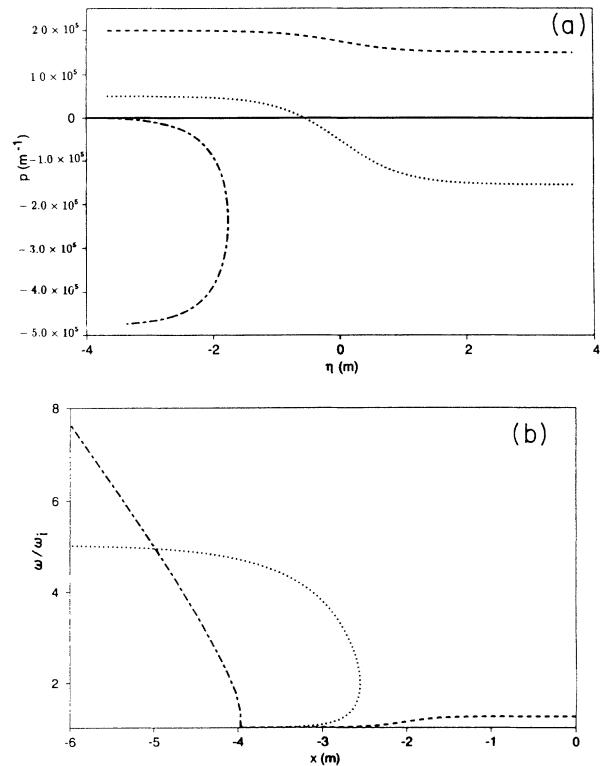 (a)
2.0 × 10⁵
1.0 × 10⁵
0
-1.0 × 10⁵
-2.0 × 10⁵
-3.0 × 10⁵
-4.0 × 10⁵
-5.0 × 10⁵
p (m⁻¹)
-4 -2 0 2 4
η (m)
(b)
8
6
4
2
ω/ωᵢ
-6 -5 -4 -3 -2 -1 0
x (m)